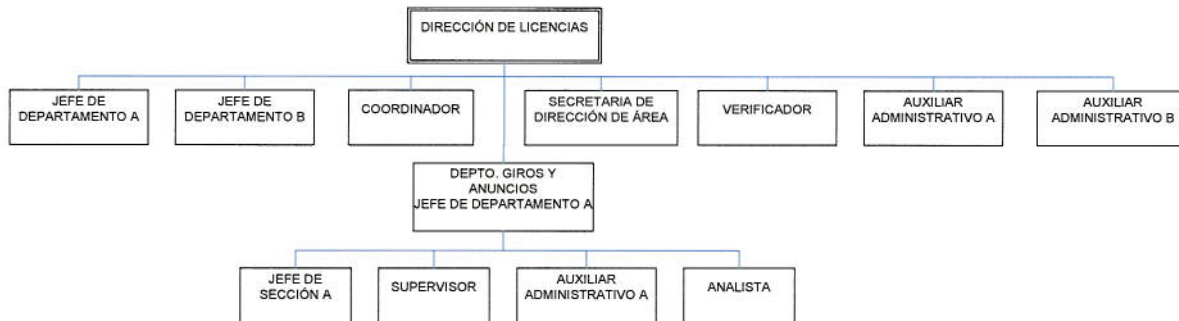 DIRECCIÓN DE LICENCIAS
JEFE DE
DEPARTAMENTO A
JEFE DE
DEPARTAMENTO B
COORDINADOR
SECRETARIA DE
DIRECCIÓN DE ÁREA
VERIFICADOR
AUXILIAR
ADMINISTRATIVO A
AUXILIAR
ADMINISTRATIVO B
DEPTO. GIROS Y
ANUNCIOS
JEFE DE DEPARTAMENTO A
JEFE DE
SECCIÓN A
SUPERVISOR
AUXILIAR
ADMINISTRATIVO A
ANALISTA